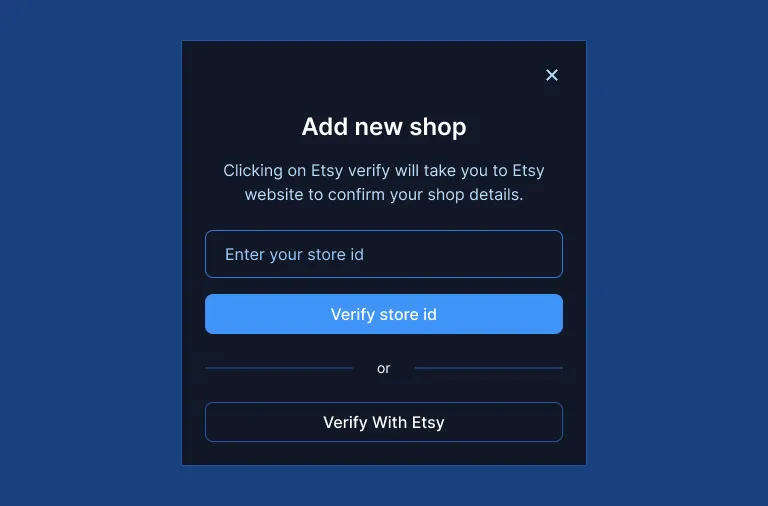 Add new shop
Clicking on Etsy verify will take you to Etsy
website to confirm your shop details.
Enter your store id
Verify store id
or
Verify With Etsy